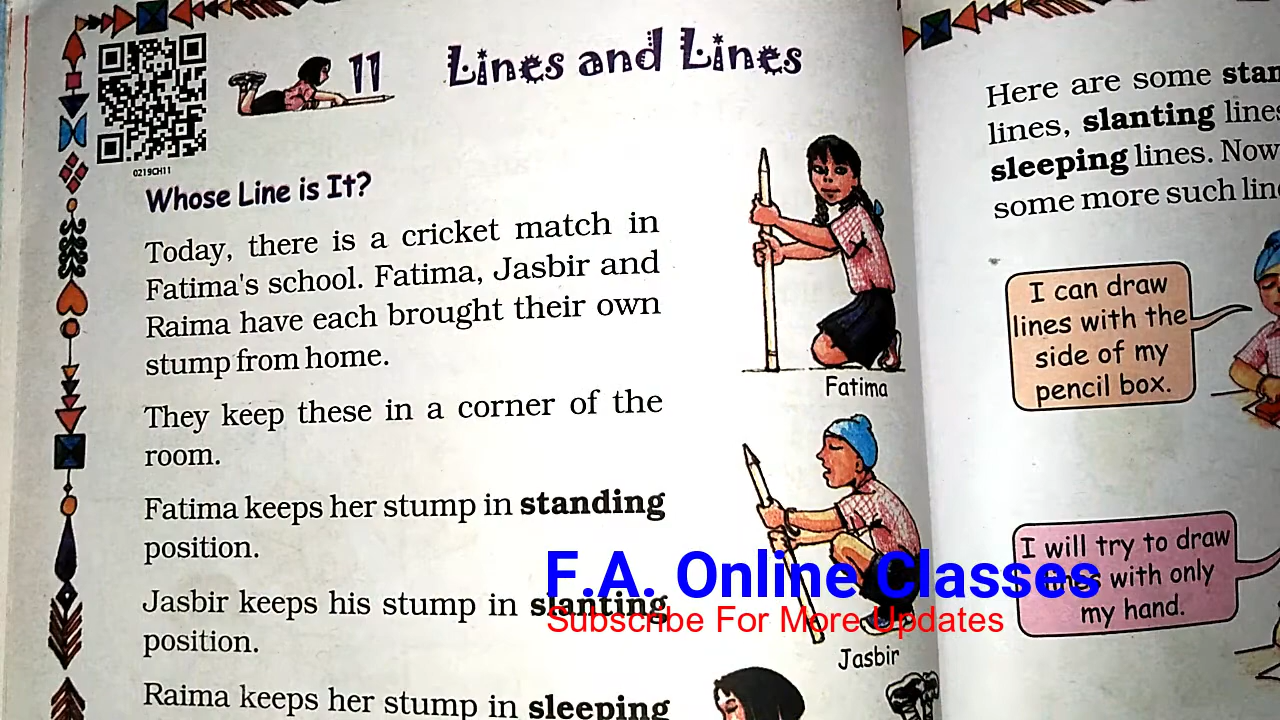 11 Lines and Lines
0219CH11
Whose Line is It?
Today, there is a cricket match in
Fatima's school. Fatima, Jasbir and
Raima have each brought their own
stump from home.
They keep these in a corner of the
room.
Fatima keeps her stump in standing
position.
Jasbir keeps his stump in slanting
position.
Raima keeps her stump in sleeping
Fatima
Jasbir
F.A. Online Classes
Subscribe For More Updates
Here are some
lines, slanting
sleeping lines. Now
some more such
I can draw
lines with the
side of my
pencil box.
I will try to draw
lines with only
my hand.